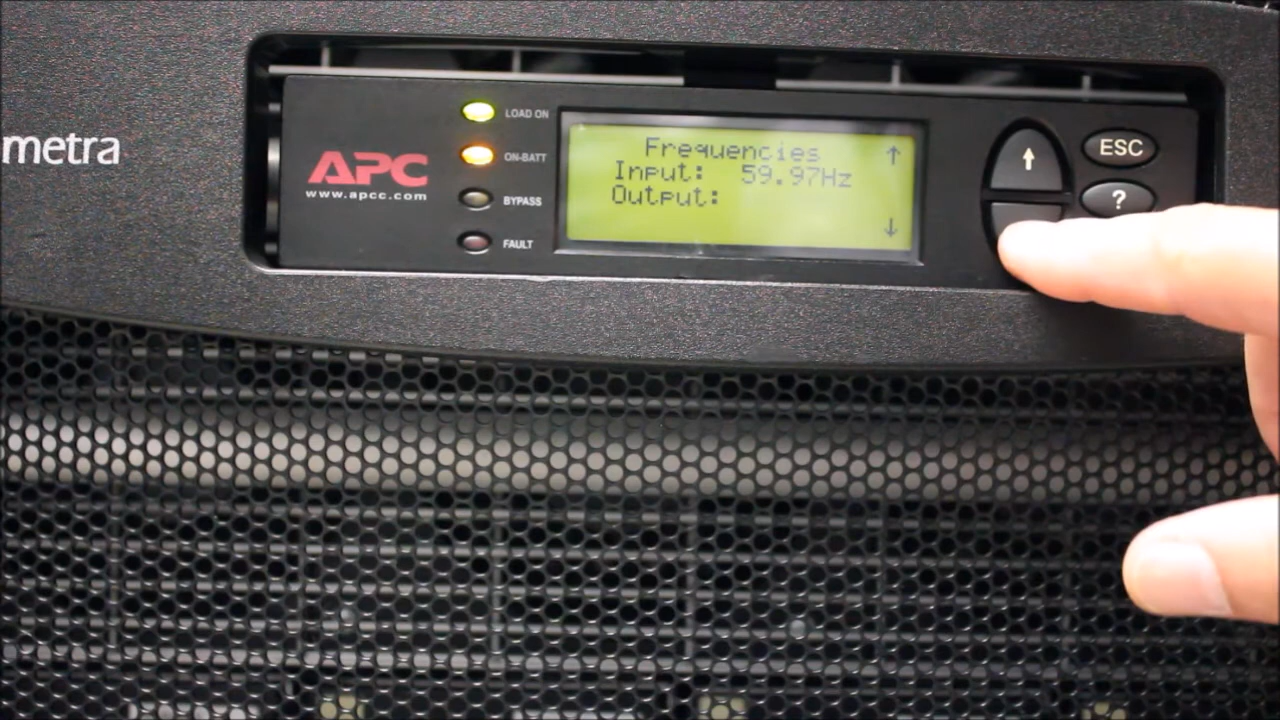 metra
APC
www.apcc.com
LOAD ON
ON-BATT
BYPASS
FAULT
Frequencies ↑
Input: 59.97Hz
Output:
↓
↑
ESC
?